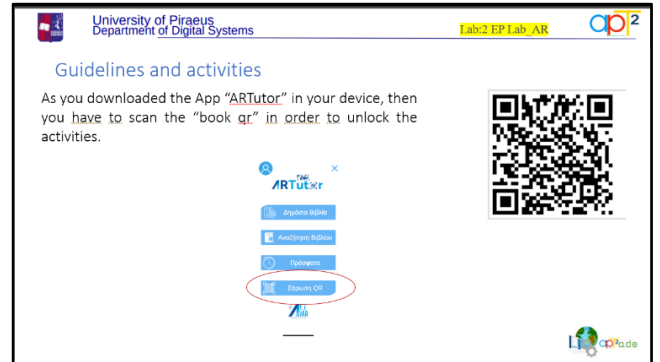 University of Piraeus
Department of Digital Systems
Lab:2 EP Lab_AR
apT2
Guidelines and activities
As you downloaded the App “ARTutor” in your device, then
you have to scan the “book qr” in order to unlock the
activities.
ARTutor
Δημόσια Βιβλία
Αναζήτηση Βιβλίου
Πρόσφατα
Σάρωση QR